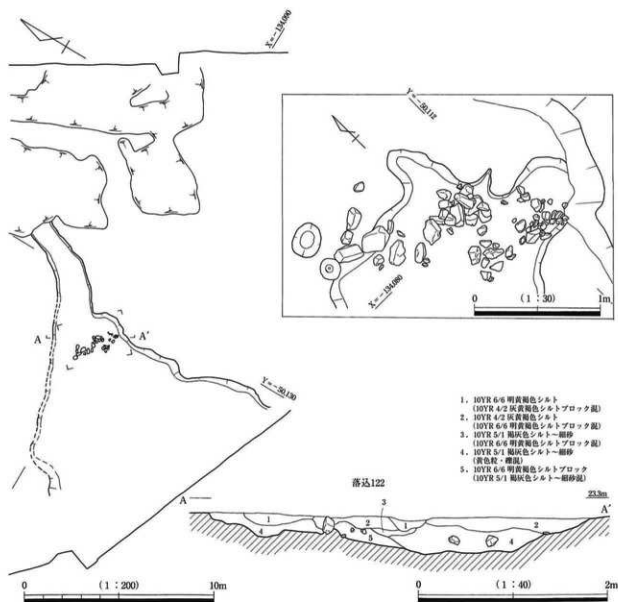 X=-134,090
Y=-50,112
X=-134,080
0 (1:30) 1m
A A′
Y=-50,130
1. 10YR 6/6 明黄褐色シルト
(10YR 4/2 灰黄褐色シルトブロック混)
2. 10YR 4/2 灰黄褐色シルト
(10YR 6/6 明黄褐色シルトブロック混)
3. 10YR 5/1 褐灰色シルト~細砂
(10YR 6/6 明黄褐色シルトブロック混)
4. 10YR 5/1 褐灰色シルト~細砂
(黄色粒・礫混)
5. 10YR 6/6 明黄褐色シルトブロック
(10YR 5/1 褐灰色シルト~細砂混)
落込122
A 23.3m
A′
3
1 2 1 2
4 5 4
0 (1:200) 10m
0 (1:40) 2m